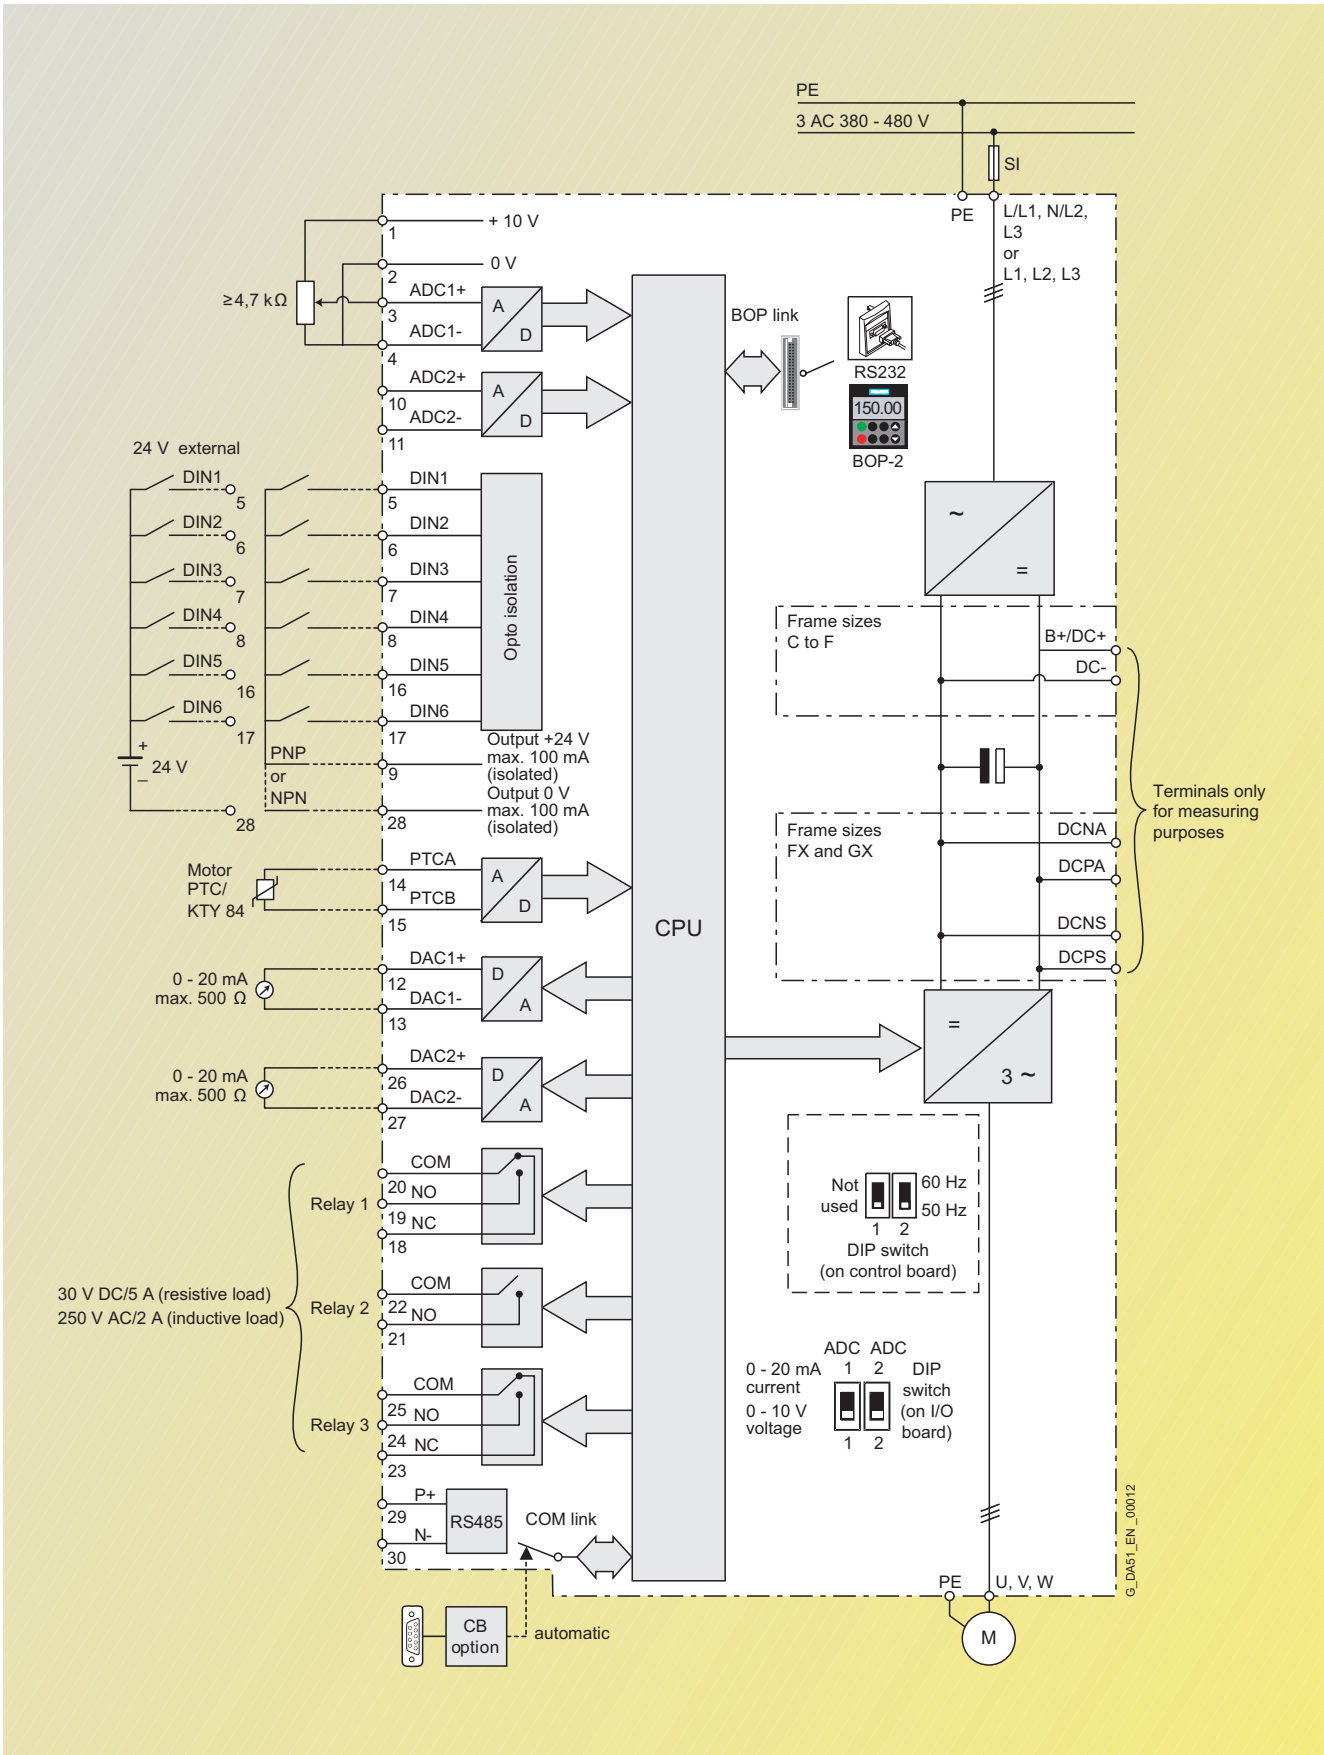 PE
3 AC 380 - 480 V
SI
PE
L/L1, N/L2,
L3
or
L1, L2, L3
1
+ 10 V
2
0 V
≥4,7 kΩ
ADC1+
3
ADC1-
4
A
D
ADC2+
10
ADC2-
11
A
D
BOP link
RS232
150.00
BOP-2
24 V external
DIN1
5
DIN2
6
DIN3
7
DIN4
8
DIN5
16
DIN6
17
+
24 V
_
28
DIN1
5
DIN2
6
DIN3
7
DIN4
8
DIN5
16
DIN6
17
Opto isolation
PNP
or
NPN
9
Output +24 V
max. 100 mA
(isolated)
28
Output 0 V
max. 100 mA
(isolated)
~
=
Frame sizes
C to F
B+/DC+
DC-
Terminals only
for measuring
purposes
Frame sizes
FX and GX
DCNA
DCPA
DCNS
DCPS
Motor
PTC/
KTY 84
PTCA
14
PTCB
15
A
D
CPU
0 - 20 mA
max. 500 Ω
DAC1+
12
DAC1-
13
D
A
0 - 20 mA
max. 500 Ω
DAC2+
26
DAC2-
27
D
A
=
3 ~
Not
used
60 Hz
50 Hz
1 2
DIP switch
(on control board)
30 V DC/5 A (resistive load)
250 V AC/2 A (inductive load)
Relay 1
COM
20
NO
19
NC
18
Relay 2
COM
22
NO
21
Relay 3
COM
25
NO
24
NC
23
ADC ADC
1 2
0 - 20 mA
current
0 - 10 V
voltage
DIP
switch
(on I/O
board)
1 2
P+
29
N-
30
RS485
COM link
CB
option
automatic
PE
U, V, W
M
G_DA51_EN_00012